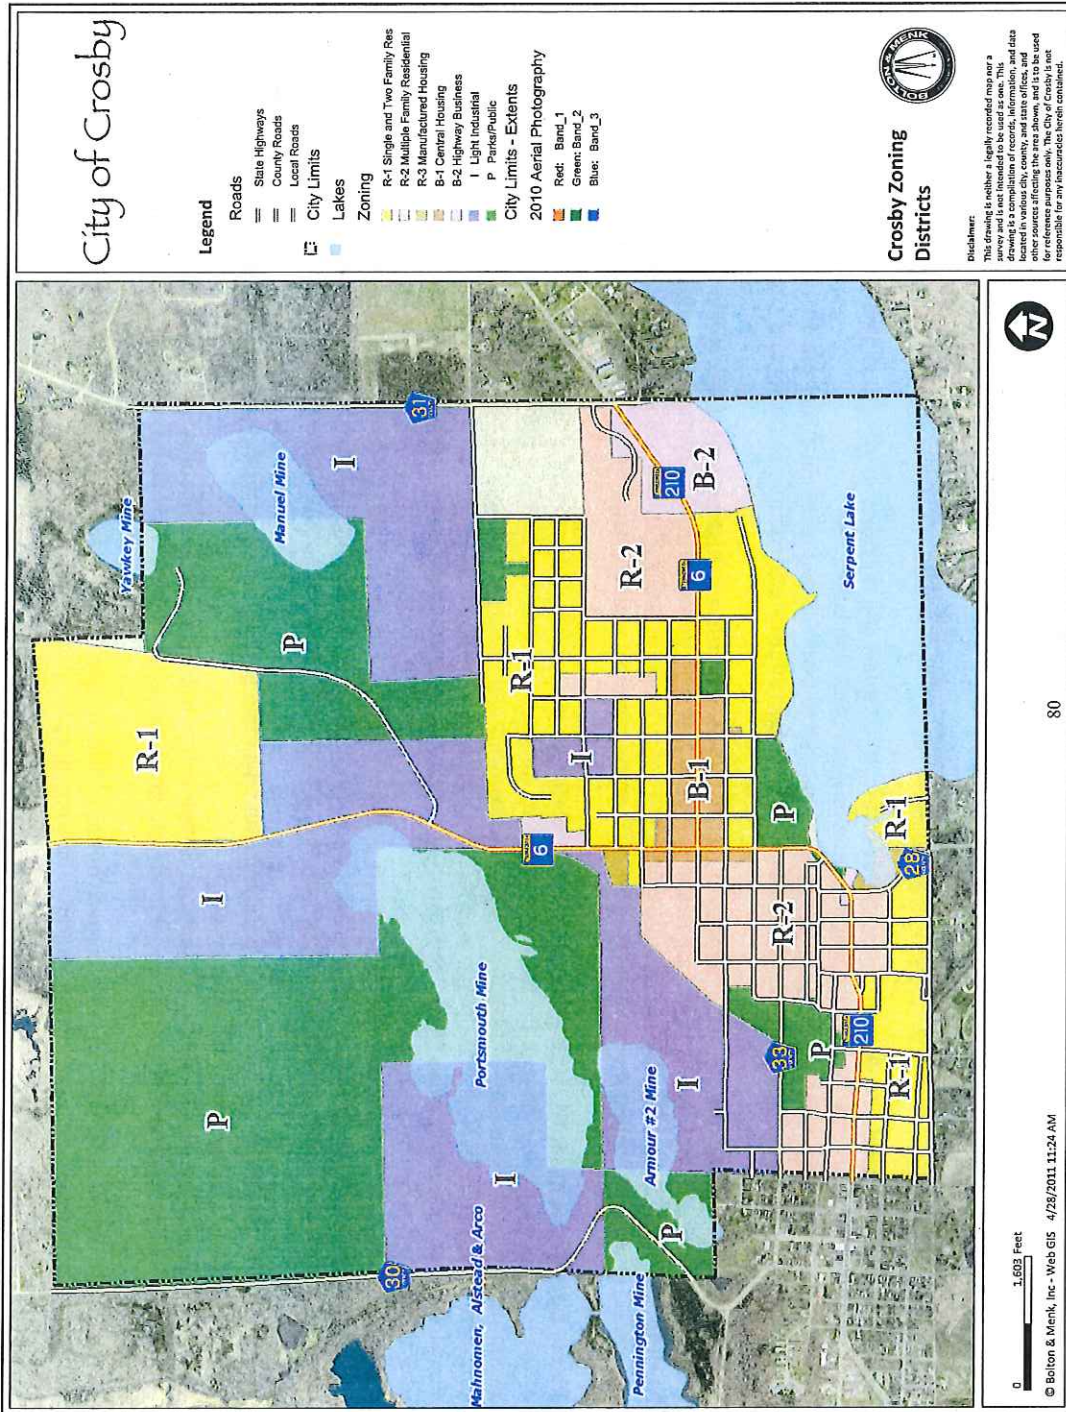 City of Crosby
Legend
Roads
State Highways
County Roads
Local Roads
City Limits
Lakes
Zoning
R-1 Single and Two Family Res
R-2 Multiple Family Residential
R-3 Manufactured Housing
B-1 Central Housing
B-2 Highway Business
I Light Industrial
P Parks/Public
City Limits - Extents
2010 Aerial Photography
Red: Band_1
Green: Band_2
Blue: Band_3
Crosby Zoning
Districts
BOLTON & MENK
Disclaimer:
This drawing is neither a legally recorded map nor a
survey and is not intended to be used as one. This
drawing is a compilation of records, information, and data
located in various city, county, and state offices, and
other sources affecting the area shown, and is to be used
for reference purposes only. The City of Crosby is not
responsible for any inaccuracies herein contained.
Yawkey Mine
Manuel Mine
31
I
P
R-1
I
P
Portsmouth Mine
I
Mahnomen, Alstead & Arco
30
6
R-1
I
R-2
210
B-2
6
B-1
Armour #2 Mine
I
P
Pennington Mine
33
P
R-2
P
Serpent Lake
210
28
R-1
R-1
N
0
1,603 Feet
© Bolton & Menk, Inc - Web GIS 4/28/2011 11:24 AM
80